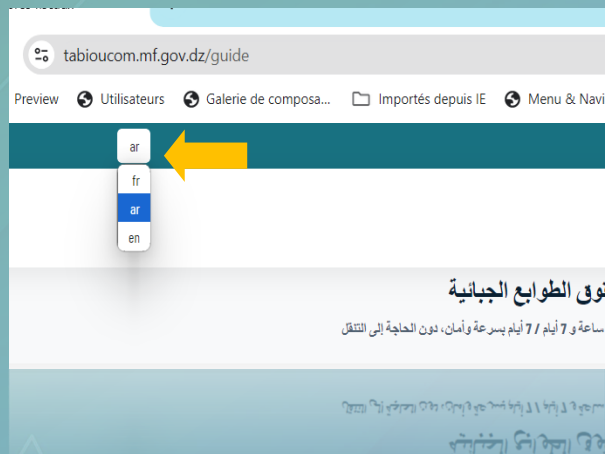 tabioucom.mf.gov.dz/guide
Preview Utilisateurs Galerie de composa... Importés depuis IE Menu & Navi
ar
fr
ar
en
الطوابع الجبائية
ساعة و 7 أيام / 7 أيام بسرعة وأمان، دون الحاجة إلى التنقل